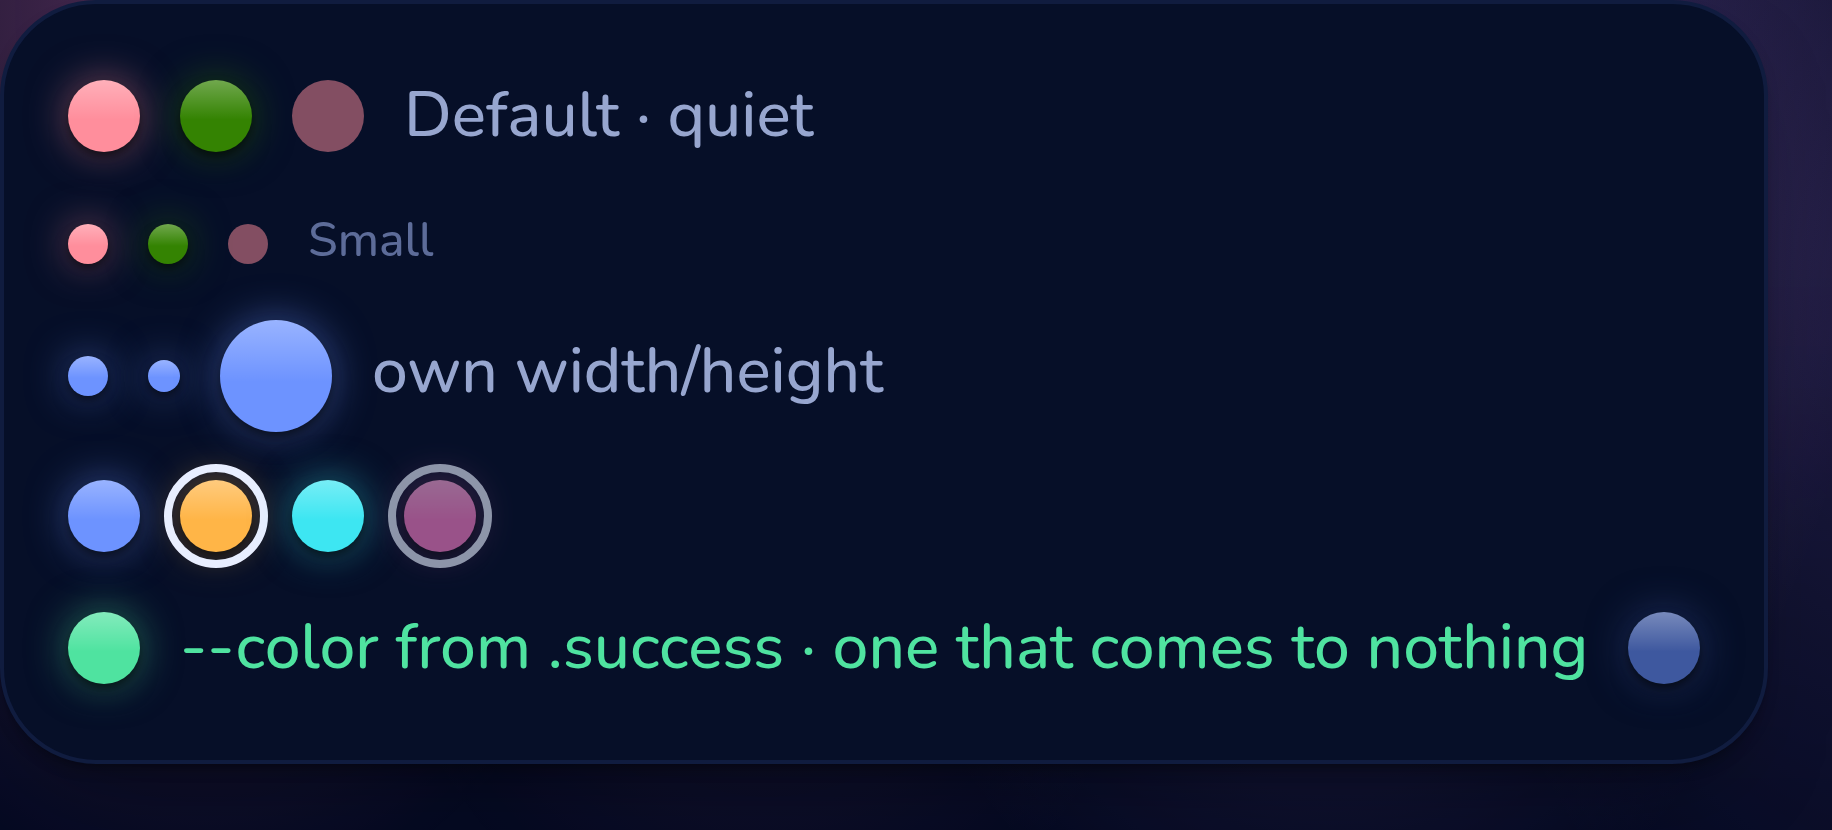 Default · quiet
Small
own width/height
--color from .success · one that comes to nothing